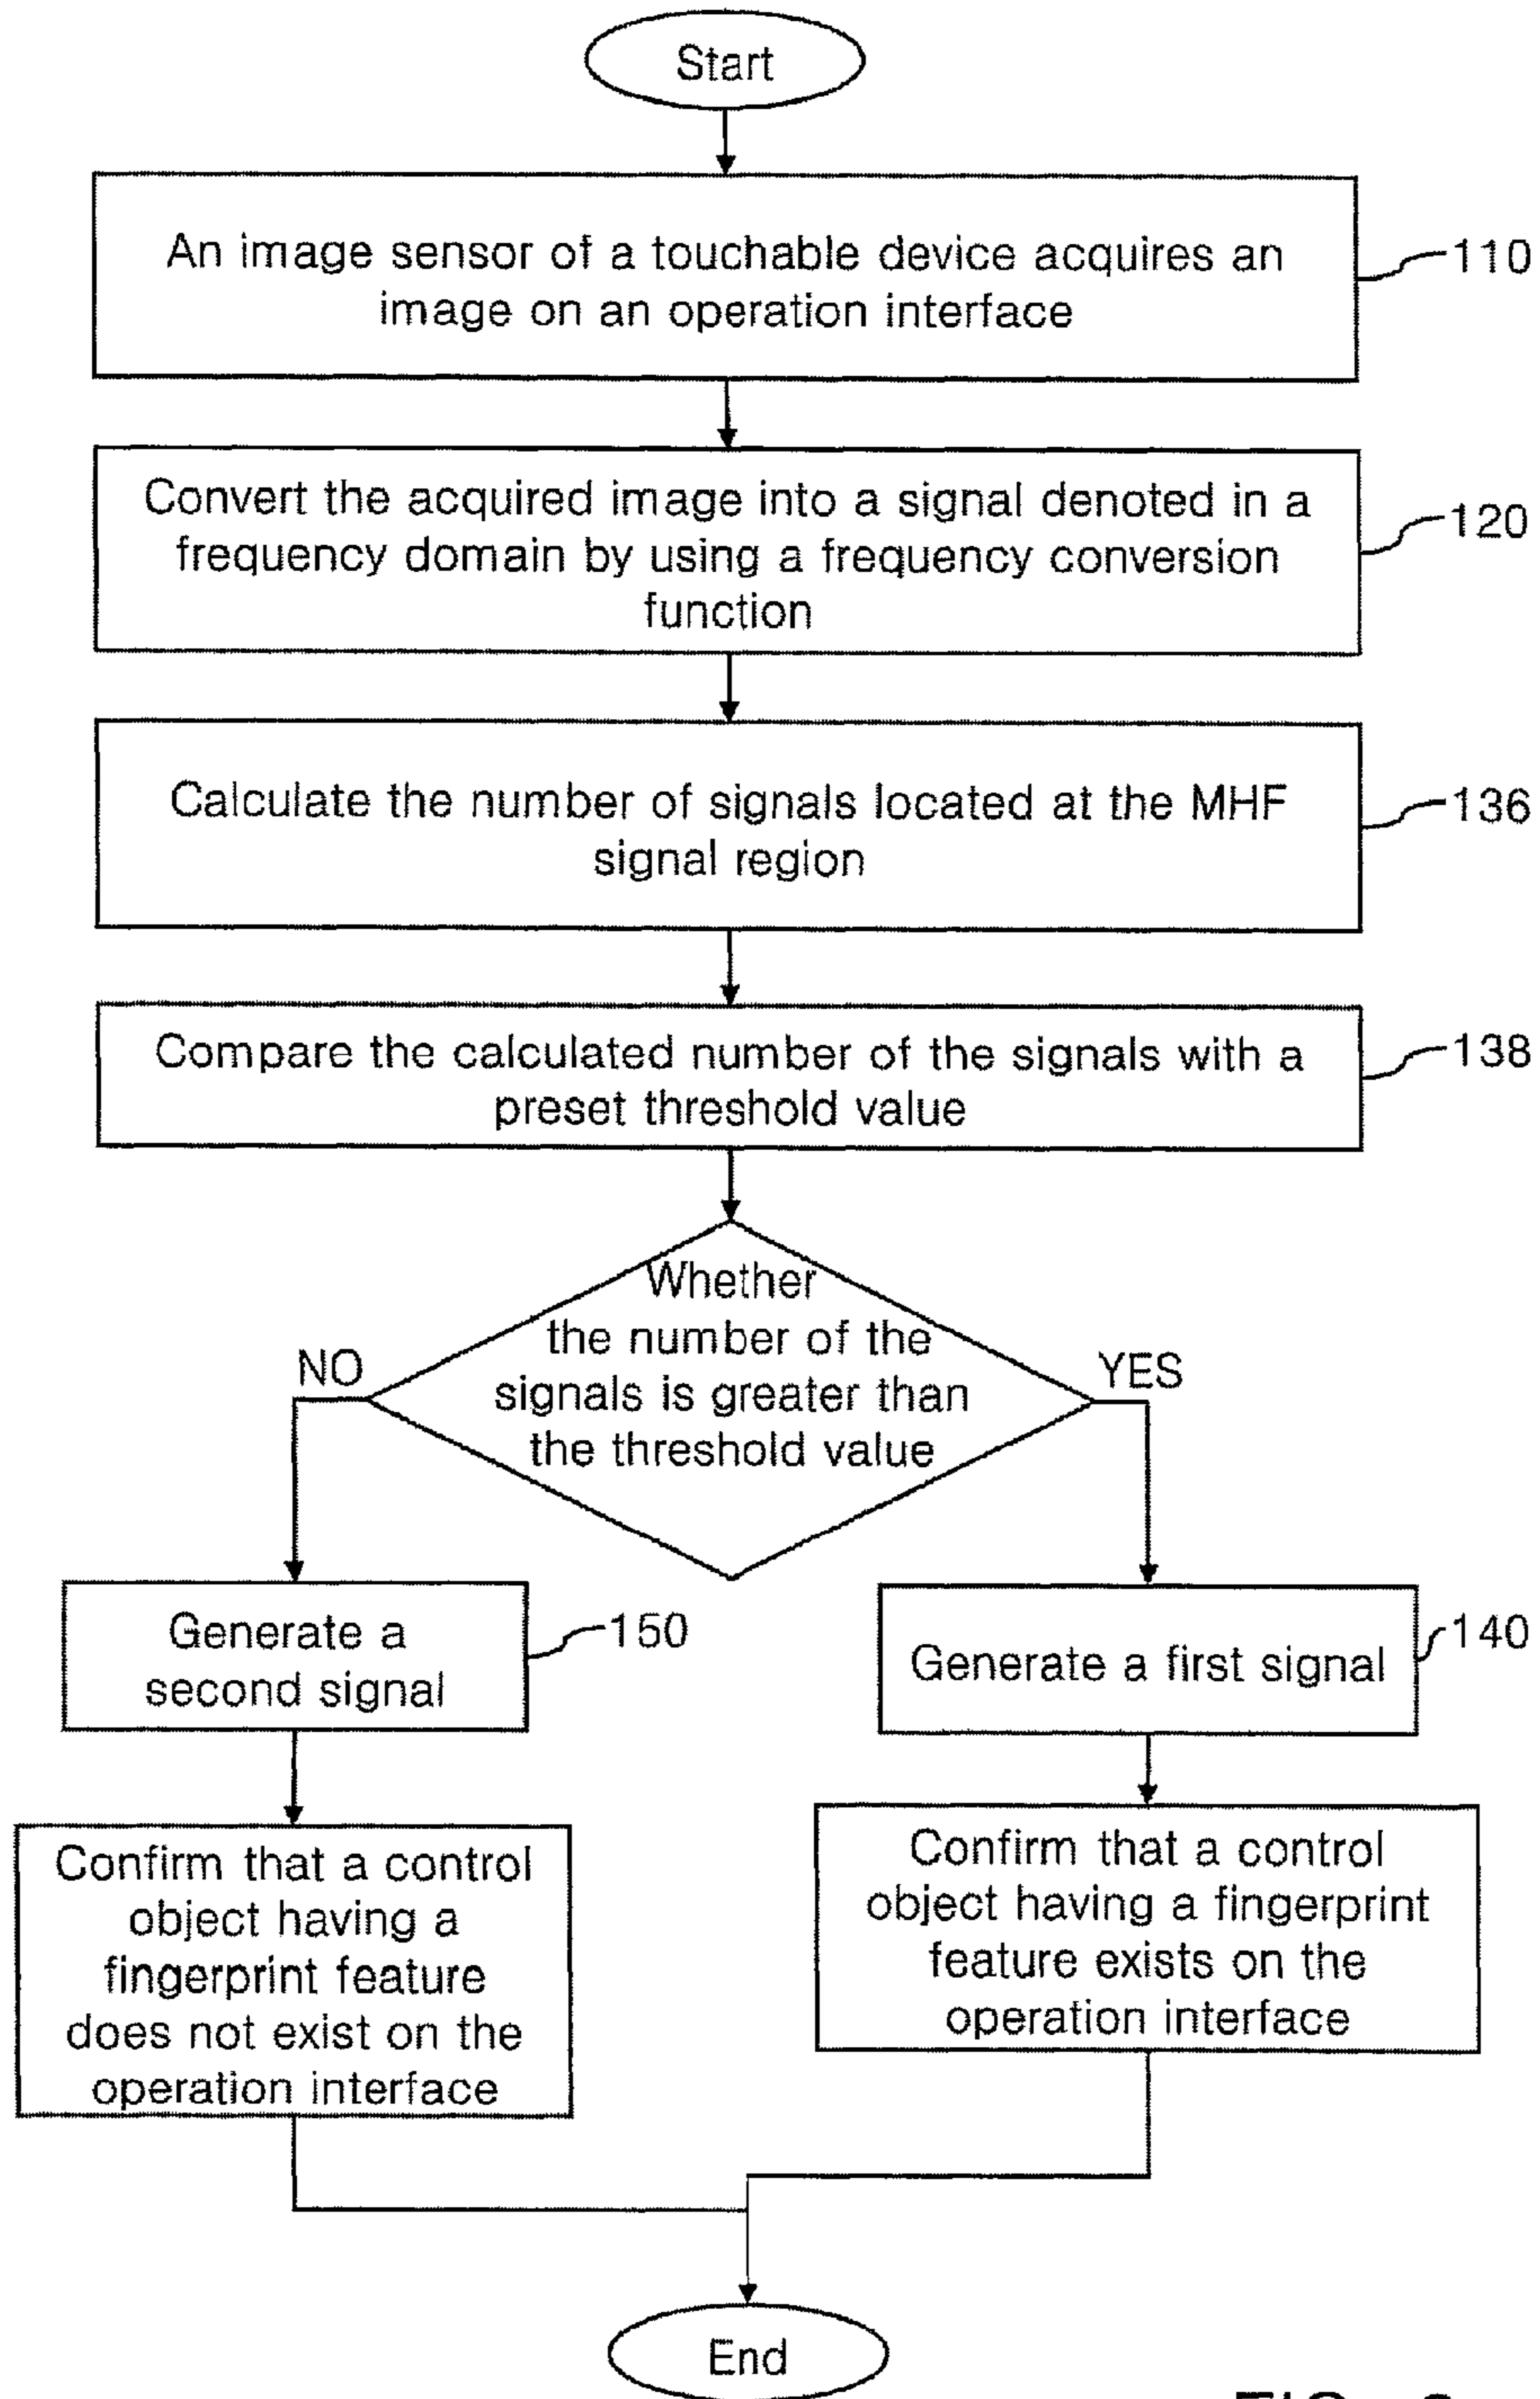 Start
An image sensor of a touchable device acquires an
image on an operation interface
110
Convert the acquired image into a signal denoted in a
frequency domain by using a frequency conversion
function
120
Calculate the number of signals located at the MHF
signal region
136
Compare the calculated number of the signals with a
preset threshold value
138
Whether
the number of the
signals is greater than
the threshold value
NO
YES
Generate a
second signal
150
Generate a first signal
140
Confirm that a control
object having a
fingerprint feature
does not exist on the
operation interface
Confirm that a control
object having a fingerprint
feature exists on the
operation interface
End